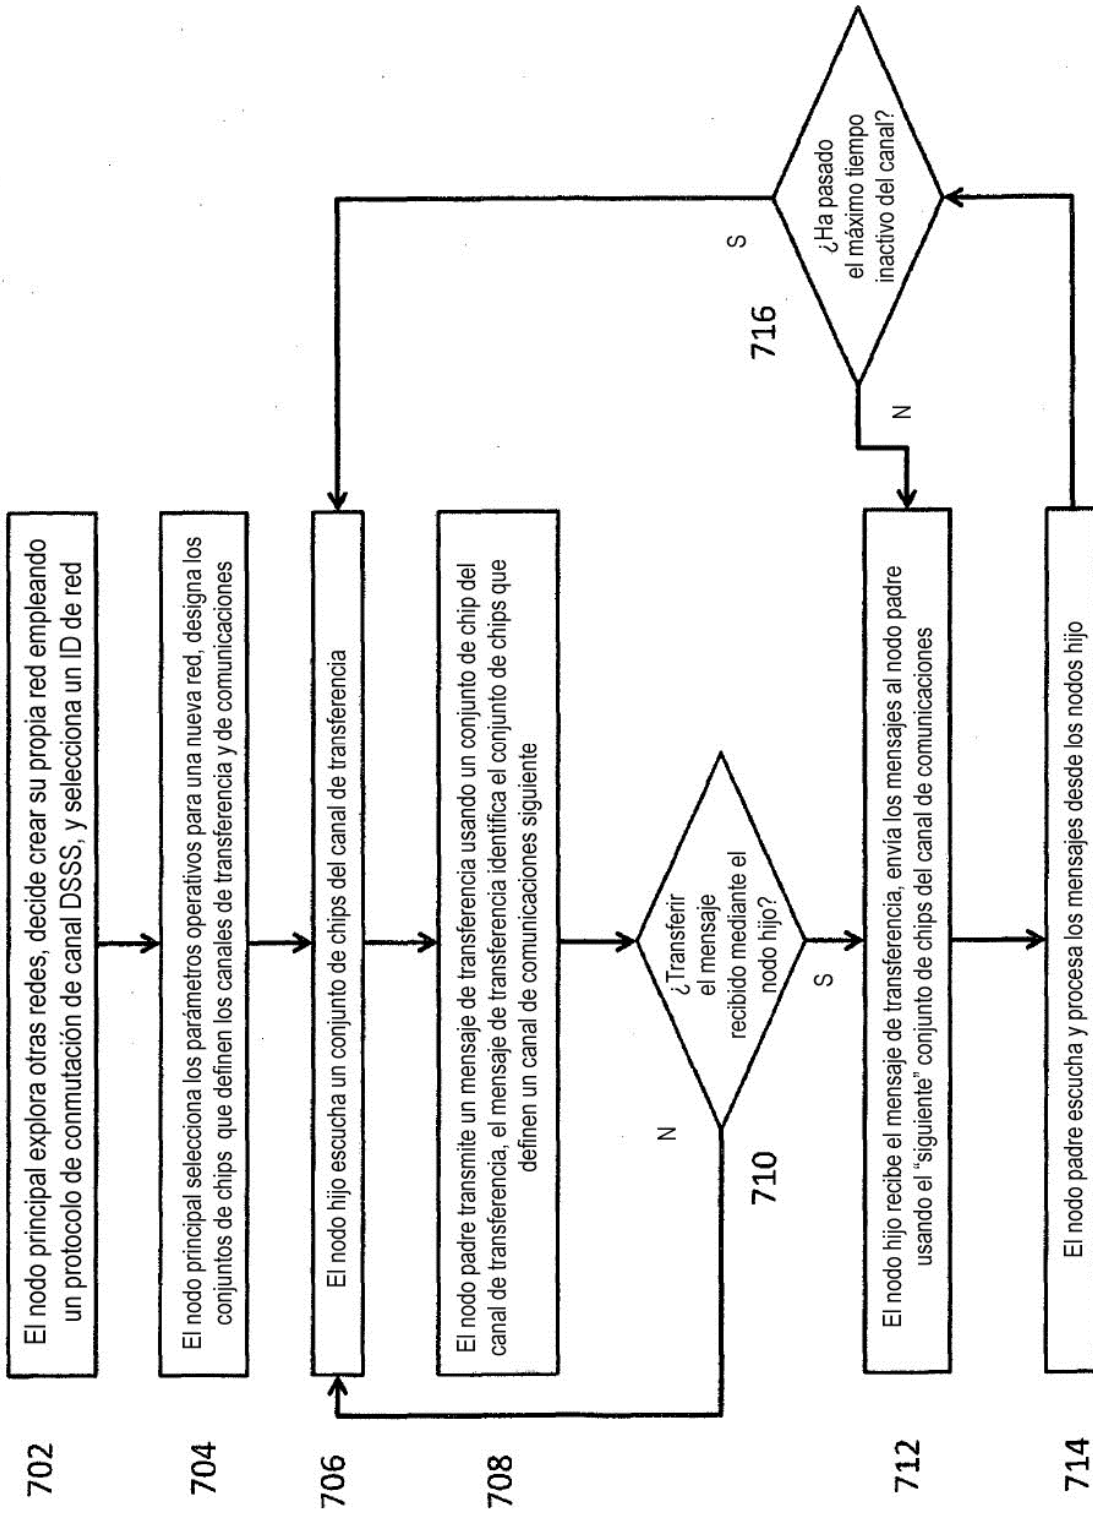 702
El nodo principal explora otras redes, decide crear su propia red empleando
un protocolo de conmutación de canal DSSS, y selecciona un ID de red
704
El nodo principal selecciona los parámetros operativos para una nueva red, designa los
conjuntos de chips que definen los canales de transferencia y de comunicaciones
706
El nodo hijo escucha un conjunto de chips del canal de transferencia
708
El nodo padre transmite un mensaje de transferencia usando un conjunto de chip del
canal de transferencia, el mensaje de transferencia identifica el conjunto de chips que
definen un canal de comunicaciones siguiente
710
N
¿Transferir
el mensaje
recibido mediante el
nodo hijo?
S
712
El nodo hijo recibe el mensaje de transferencia, envía los mensajes al nodo padre
usando el "siguiente" conjunto de chips del canal de comunicaciones
714
El nodo padre escucha y procesa los mensajes desde los nodos hijo
716
S
¿Ha pasado
el máximo tiempo
inactivo del canal?
N